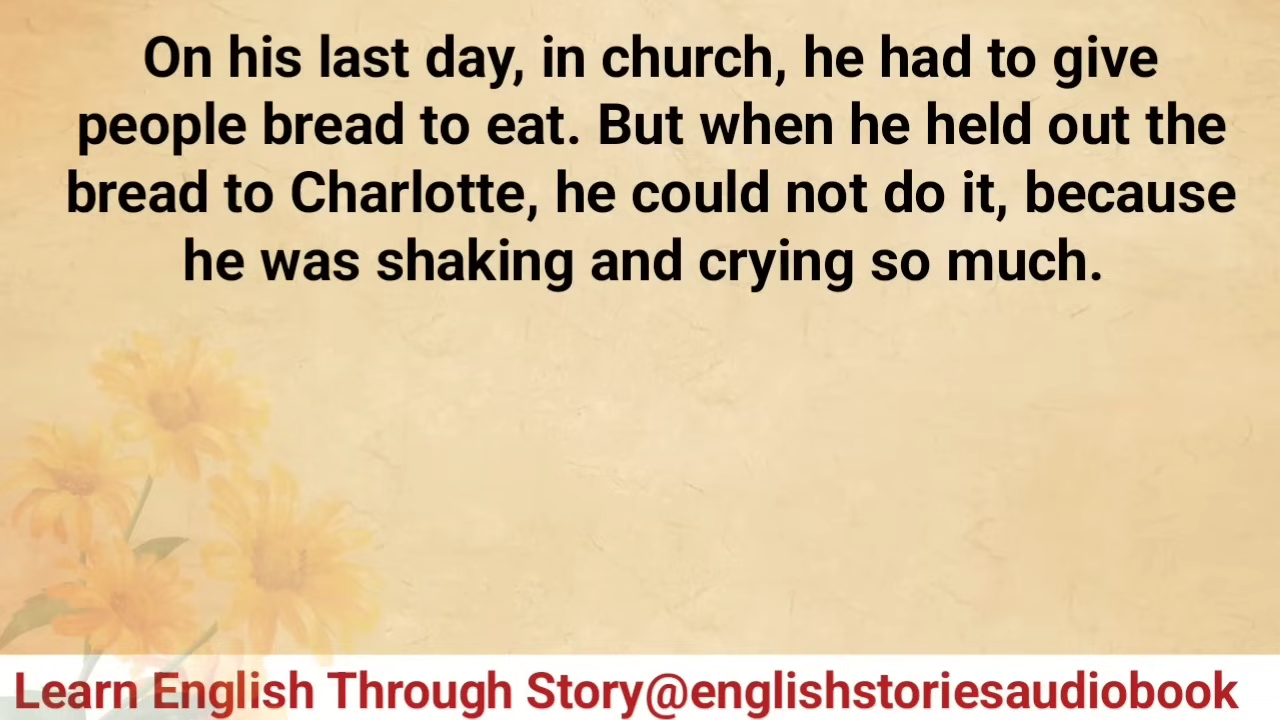 On his last day, in church, he had to give
people bread to eat. But when he held out the
bread to Charlotte, he could not do it, because
he was shaking and crying so much.
Learn English Through Story@englishstoriesaudiobook